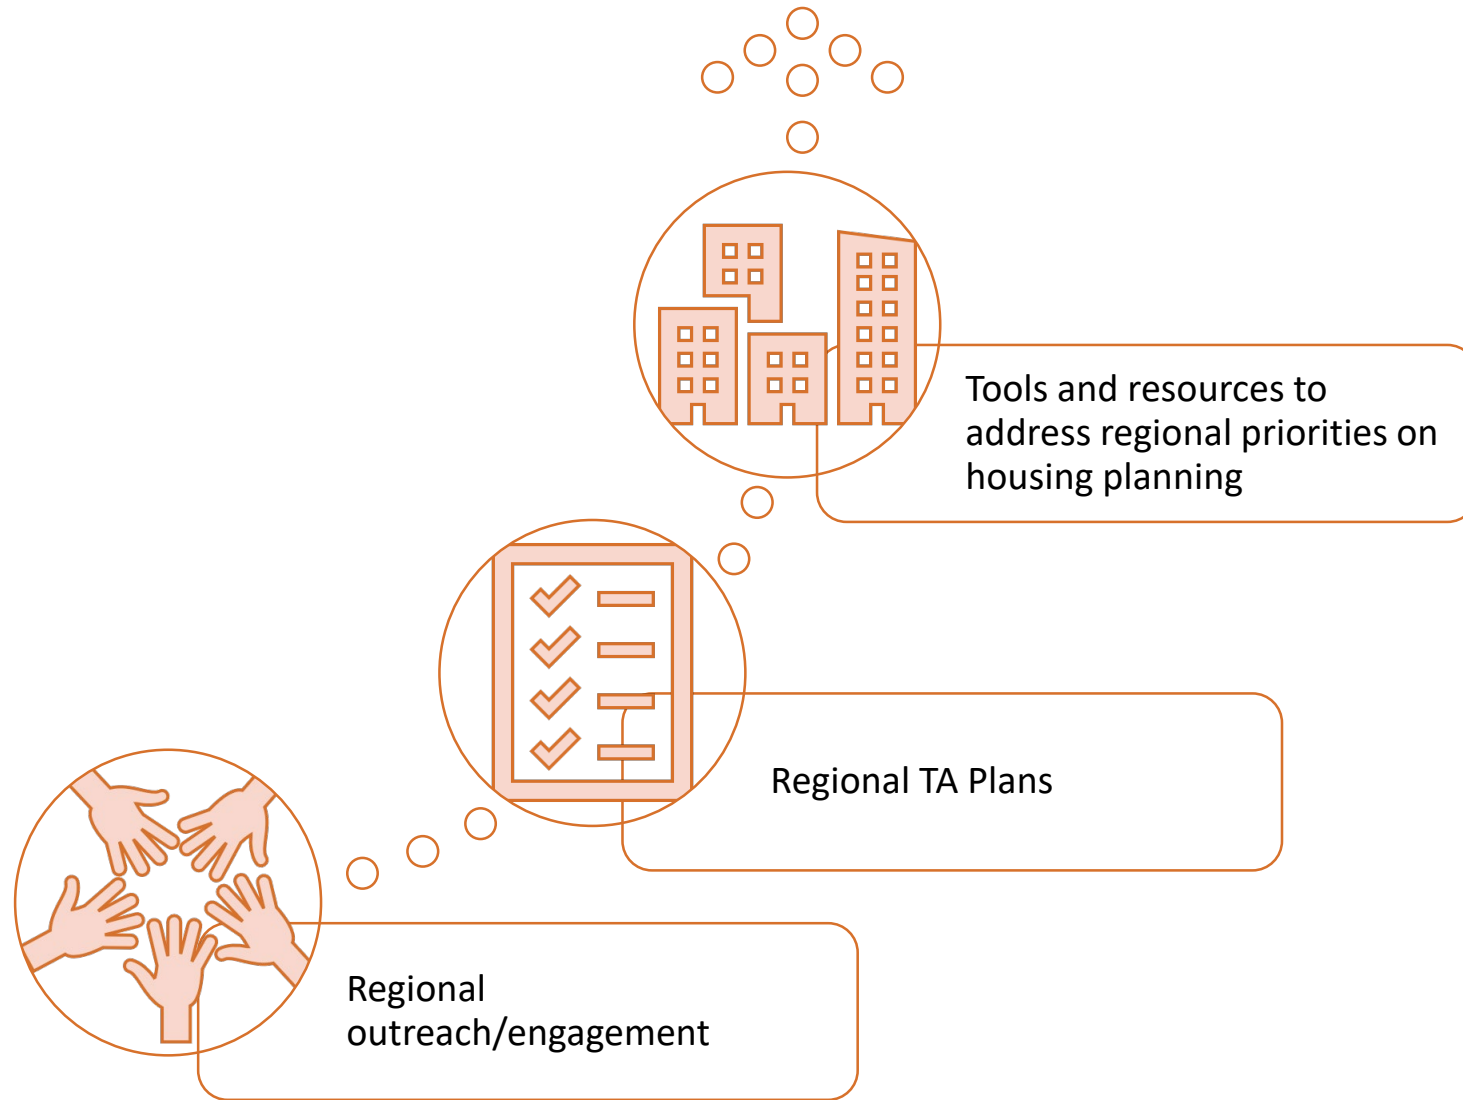 Tools and resources to
address regional priorities on
housing planning
Regional TA Plans
Regional
outreach/engagement